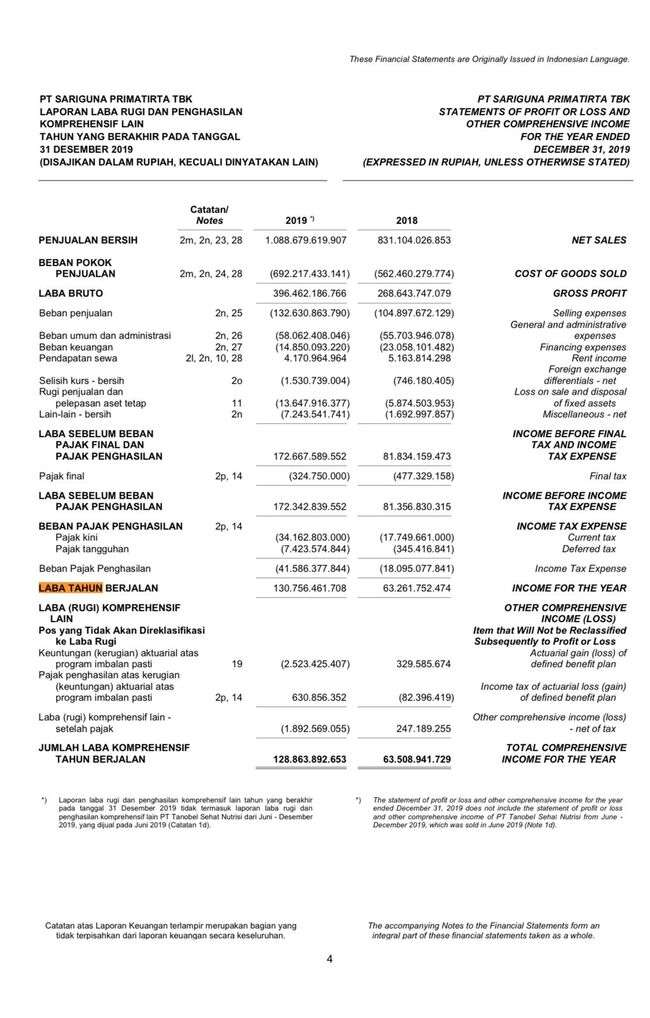 These Financial Statements are Originally Issued in Indonesian Language.
PT SARIGUNA PRIMATIRTA TBK
LAPORAN LABA RUGI DAN PENGHASILAN
KOMPREHENSIF LAIN
TAHUN YANG BERAKHIR PADA TANGGAL
31 DESEMBER 2019
(DISAJIKAN DALAM RUPIAH, KECUALI DINYATAKAN LAIN)
PT SARIGUNA PRIMATIRTA TBK
STATEMENTS OF PROFIT OR LOSS AND
OTHER COMPREHENSIVE INCOME
FOR THE YEAR ENDED
DECEMBER 31, 2019
(EXPRESSED IN RUPIAH, UNLESS OTHERWISE STATED)
Catatan/
Notes 2019 *) 2018
PENJUALAN BERSIH 2m, 2n, 23, 28 1.088.679.619.907 831.104.026.853 NET SALES
BEBAN POKOK
PENJUALAN 2m, 2n, 24, 28 (692.217.433.141) (562.460.279.774) COST OF GOODS SOLD
LABA BRUTO 396.462.186.766 268.643.747.079 GROSS PROFIT
Beban penjualan 2n, 25 (132.630.863.790) (104.897.672.129) Selling expenses
General and administrative
Beban umum dan administrasi 2n, 26 (58.062.408.046) (55.703.946.078) expenses
Beban keuangan 2n, 27 (14.850.093.220) (23.058.101.482) Financing expenses
Pendapatan sewa 2l, 2n, 10, 28 4.170.964.964 5.163.814.298 Rent income
Foreign exchange
Selisih kurs - bersih 2o (1.530.739.004) (746.180.405) differentials - net
Rugi penjualan dan Loss on sale and disposal
pelepasan aset tetap 11 (13.647.916.527) (5.874.503.953) of fixed assets
Lain-lain - bersih 2n (7.243.541.741) (1.692.997.857) Miscellaneous - net
LABA SEBELUM BEBAN INCOME BEFORE FINAL
PAJAK FINAL DAN TAX AND INCOME
PAJAK PENGHASILAN 172.667.589.552 81.834.159.473 TAX EXPENSE
Pajak final 2p, 14 (324.750.000) (477.329.158) Final tax
LABA SEBELUM BEBAN INCOME BEFORE INCOME
PAJAK PENGHASILAN 172.342.839.552 81.356.830.315 TAX EXPENSE
BEBAN PAJAK PENGHASILAN 2p, 14 INCOME TAX EXPENSE
Pajak kini (34.162.803.000) (17.749.661.000) Current tax
Pajak tangguhan (7.423.574.844) (345.416.841) Deferred tax
Beban Pajak Penghasilan (41.586.377.844) (18.095.077.841) Income Tax Expense
LABA TAHUN BERJALAN 130.756.461.708 63.261.752.474 INCOME FOR THE YEAR
LABA (RUGI) KOMPREHENSIF OTHER COMPREHENSIVE
LAIN INCOME (LOSS)
Pos yang Tidak Akan Direklasifikasi Item that Will Not be Reclassified
ke Laba Rugi Subsequently to Profit or Loss
Keuntungan (kerugian) aktuarial atas Actuarial gain (loss) of
program imbalan pasti 19 (2.523.425.407) 329.585.674 defined benefit plan
Pajak penghasilan atas kerugian
(keuntungan) aktuarial atas Income tax of actuarial loss (gain)
program imbalan pasti 2p, 14 630.856.352 (82.396.419) of defined benefit plan
Laba (rugi) komprehensif lain - Other comprehensive income (loss)
setelah pajak (1.892.569.055) 247.189.255 - net of tax
JUMLAH LABA KOMPREHENSIF TOTAL COMPREHENSIVE
TAHUN BERJALAN 128.863.892.653 63.508.941.729 INCOME FOR THE YEAR
*) Laporan laba rugi dan penghasilan komprehensif lain tahun yang berakhir
pada tanggal 31 Desember 2019 tidak termasuk laporan laba rugi dan
penghasilan komprehensif lain PT Tanobel Sehat Nutrisi dari Juni - Desember
2019, yang dijual pada Juni 2019 (Catatan 1d).
*) The statement of profit or loss and other comprehensive income for the year
ended December 31, 2019 does not include the statement of profit or loss
and other comprehensive income of PT Tanobel Sehat Nutrisi from June -
December 2019, which was sold in June 2019 (Note 1d).
Catatan atas Laporan Keuangan terlampir merupakan bagian yang
tidak terpisahkan dari laporan keuangan secara keseluruhan.
The accompanying Notes to the Financial Statements form an
integral part of these financial statements taken as a whole.
4